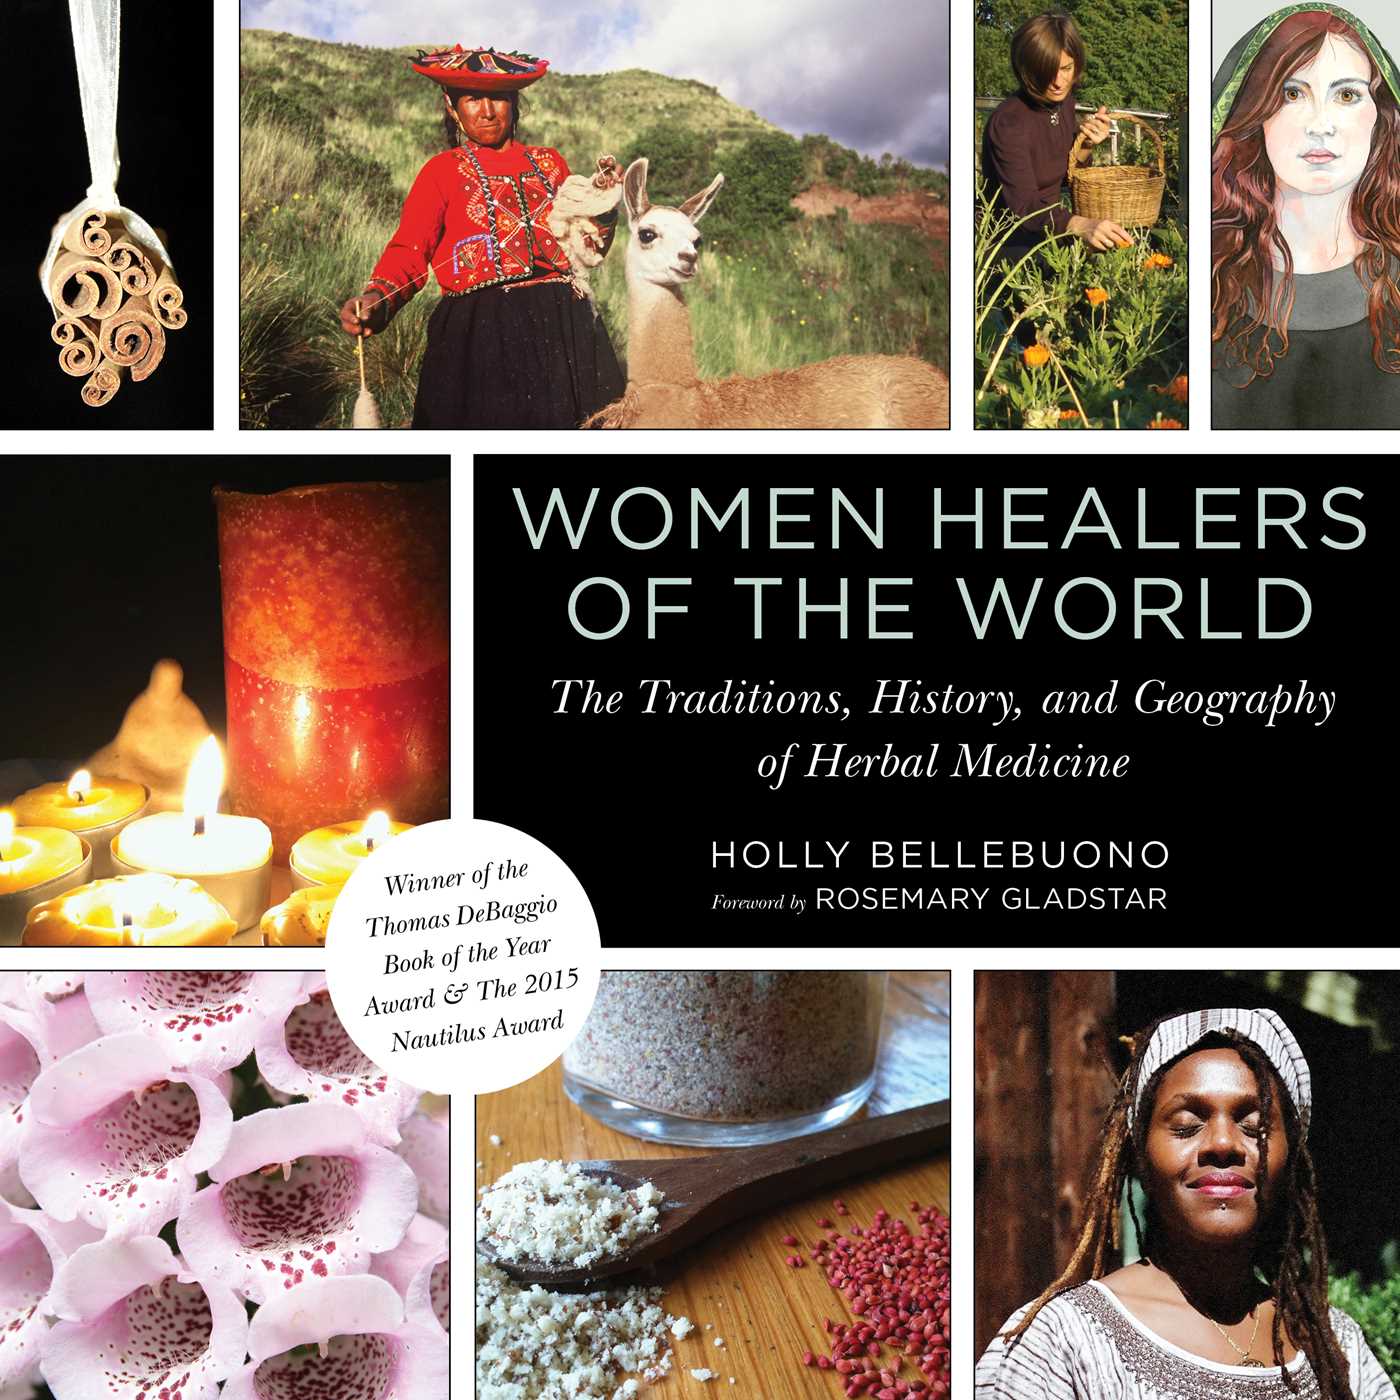 WOMEN HEALERS
OF THE WORLD
The Traditions, History, and Geography
of Herbal Medicine
HOLLY BELLEBUONO
Foreword by ROSEMARY GLADSTAR
Winner of the
Thomas DeBaggio
Book of the Year
Award & The 2015
Nautilus Award